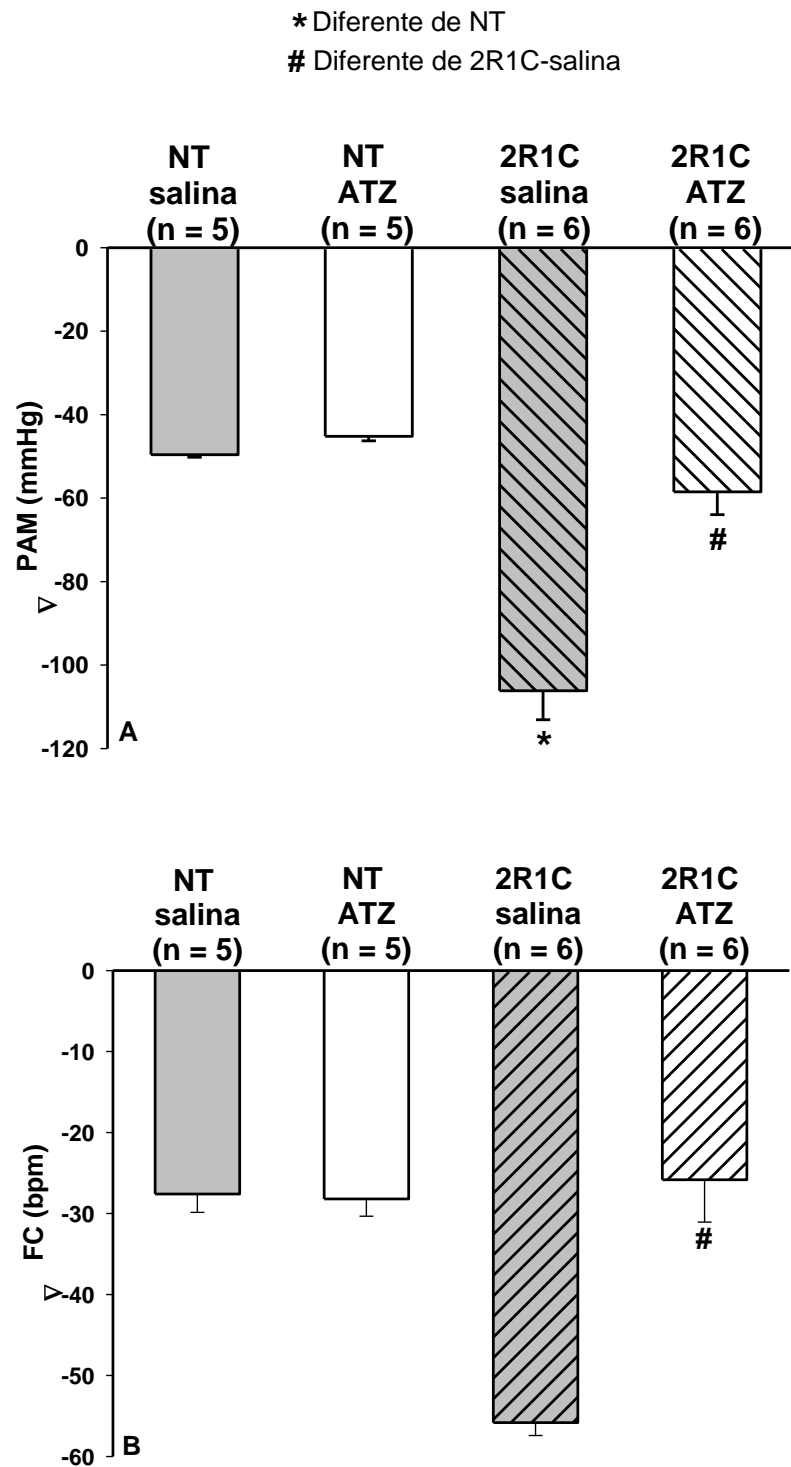 * Diferente de NT
# Diferente de 2R1C-salina
NT
salina
(n = 5)
NT
ATZ
(n = 5)
2R1C
salina
(n = 6)
2R1C
ATZ
(n = 6)
0
-20
-40
-60
-80
-100
-120
∇ PAM (mmHg)
*
#
A
NT
salina
(n = 5)
NT
ATZ
(n = 5)
2R1C
salina
(n = 6)
2R1C
ATZ
(n = 6)
0
-10
-20
-30
-40
-50
-60
∇ FC (bpm)
#
B